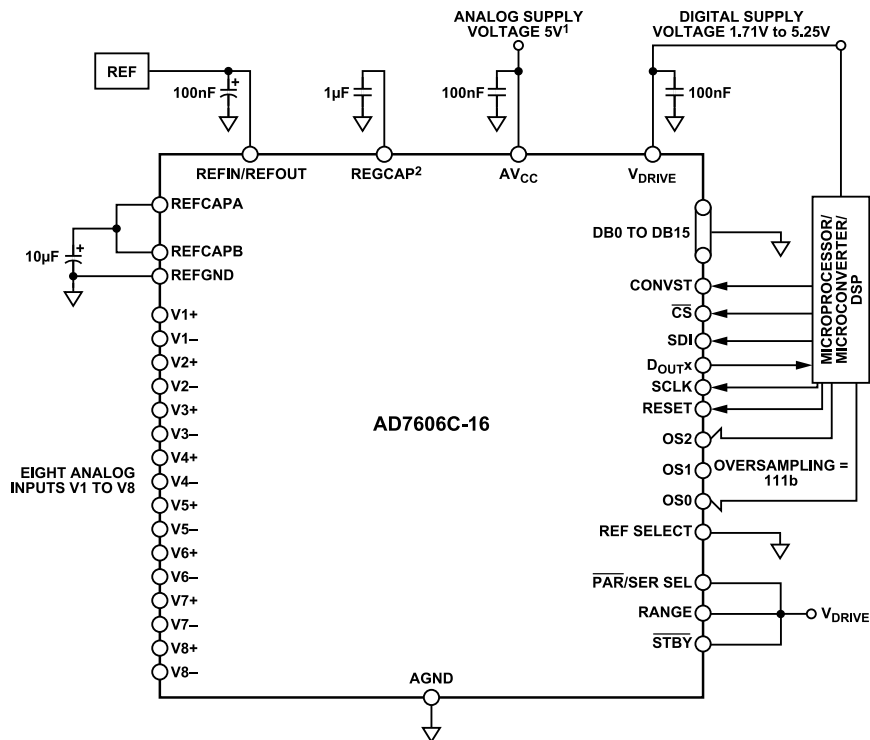 ANALOG SUPPLY
VOLTAGE 5V1
DIGITAL SUPPLY
VOLTAGE 1.71V to 5.25V
REF
100nF
+
1µF
100nF
100nF
REFIN/REFOUT
REGCAP2
AVCC
VDRIVE
REFCAPA
REFCAPB
REFGND
10µF
+
V1+
V1–
V2+
V2–
V3+
V3–
V4+
V4–
V5+
V5–
V6+
V6–
V7+
V7–
V8+
V8–
EIGHT ANALOG
INPUTS V1 TO V8
AD7606C-16
AGND
DB0 TO DB15
CONVST
CS
SDI
DOUTx
SCLK
RESET
OS2
OS1
OS0
OVERSAMPLING =
111b
REF SELECT
PAR/SER SEL
RANGE
STBY
VDRIVE
MICROPROCESSOR/
MICROCONVERTER/
DSP